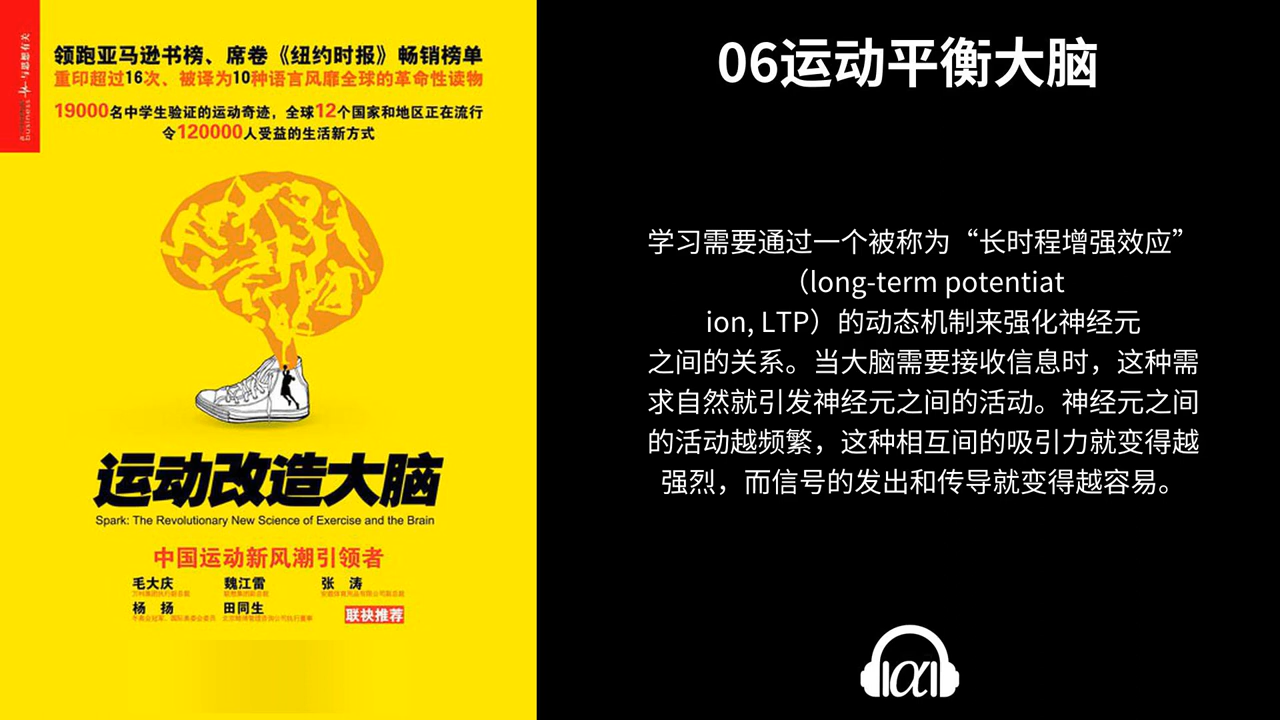 与思想有关
business
领跑亚马逊书榜、席卷《纽约时报》畅销榜单
重印超过16次、被译为10种语言风靡全球的革命性读物
19000名中学生验证的运动奇迹，全球12个国家和地区正在流行
令120000人受益的生活新方式
运动改造大脑
Spark: The Revolutionary New Science of Exercise and the Brain
中国运动新风潮引领者
毛大庆 魏江雷 张 涛
杨 扬 田同生
联袂推荐
06运动平衡大脑
学习需要通过一个被称为“长时程增强效应”
（long-term potentiat
ion, LTP）的动态机制来强化神经元
之间的关系。当大脑需要接收信息时，这种需
求自然就引发神经元之间的活动。神经元之间
的活动越频繁，这种相互间的吸引力就变得越
强烈，而信号的发出和传导就变得越容易。